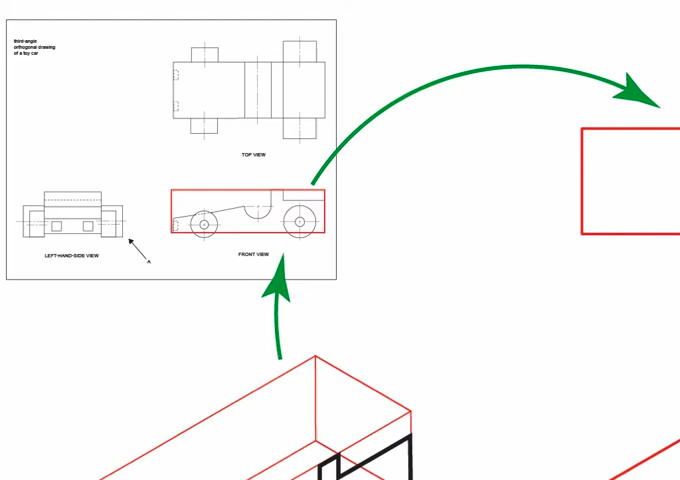 third-angle
orthogonal drawing
of a toy car
TOP VIEW
LEFT-HAND-SIDE VIEW
FRONT VIEW
A